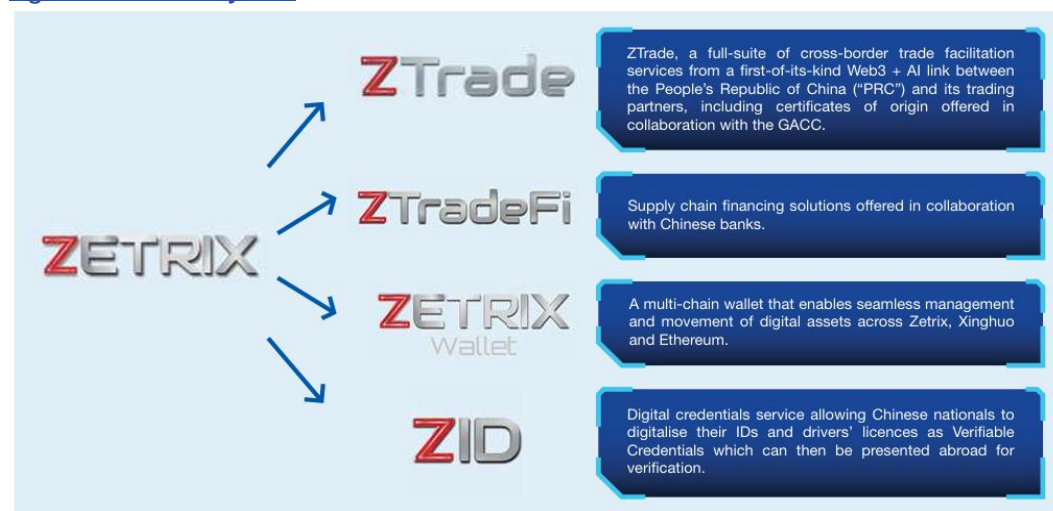 ZTrade
ZTrade, a full-suite of cross-border trade facilitation
services from a first-of-its-kind Web3 + AI link between
the People's Republic of China ("PRC") and its trading
partners, including certificates of origin offered in
collaboration with the GACC.
ZTradeFi
Supply chain financing solutions offered in collaboration
with Chinese banks.
ZETRIX
ZETRIX
Wallet
A multi-chain wallet that enables seamless management
and movement of digital assets across Zetrix, Xinghuo
and Ethereum.
ZID
Digital credentials service allowing Chinese nationals to
digitalise their IDs and drivers' licences as Verifiable
Credentials which can then be presented abroad for
verification.